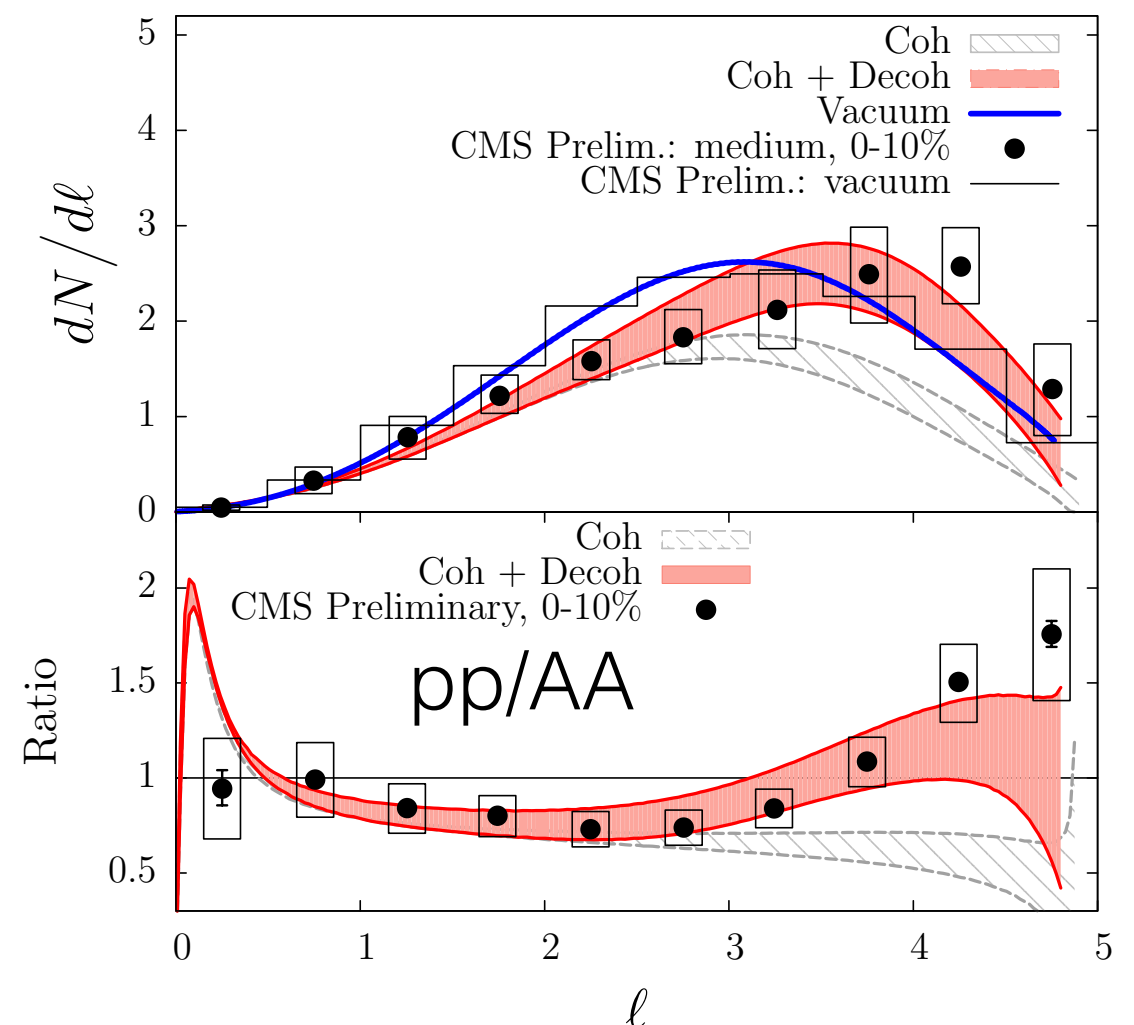 5
4
3
2
1
0
dN/dℓ
Coh
Coh + Decoh
Vacuum
CMS Prelim.: medium, 0-10%
CMS Prelim.: vacuum
2
1.5
1
0.5
Ratio
Coh
Coh + Decoh
CMS Preliminary, 0-10%
pp/AA
0 1 2 3 4 5
ℓ